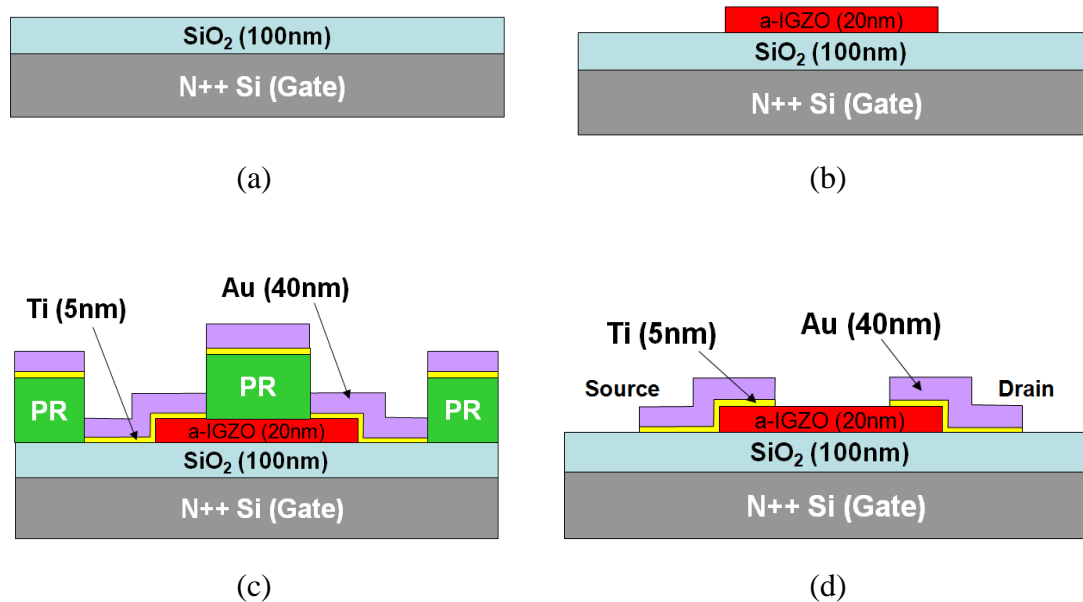 SiO₂ (100nm)
N++ Si (Gate)
(a)
a-IGZO (20nm)
SiO₂ (100nm)
N++ Si (Gate)
(b)
Ti (5nm)
Au (40nm)
PR
PR
PR
a-IGZO (20nm)
SiO₂ (100nm)
N++ Si (Gate)
(c)
Ti (5nm)
Au (40nm)
Source
Drain
a-IGZO (20nm)
SiO₂ (100nm)
N++ Si (Gate)
(d)